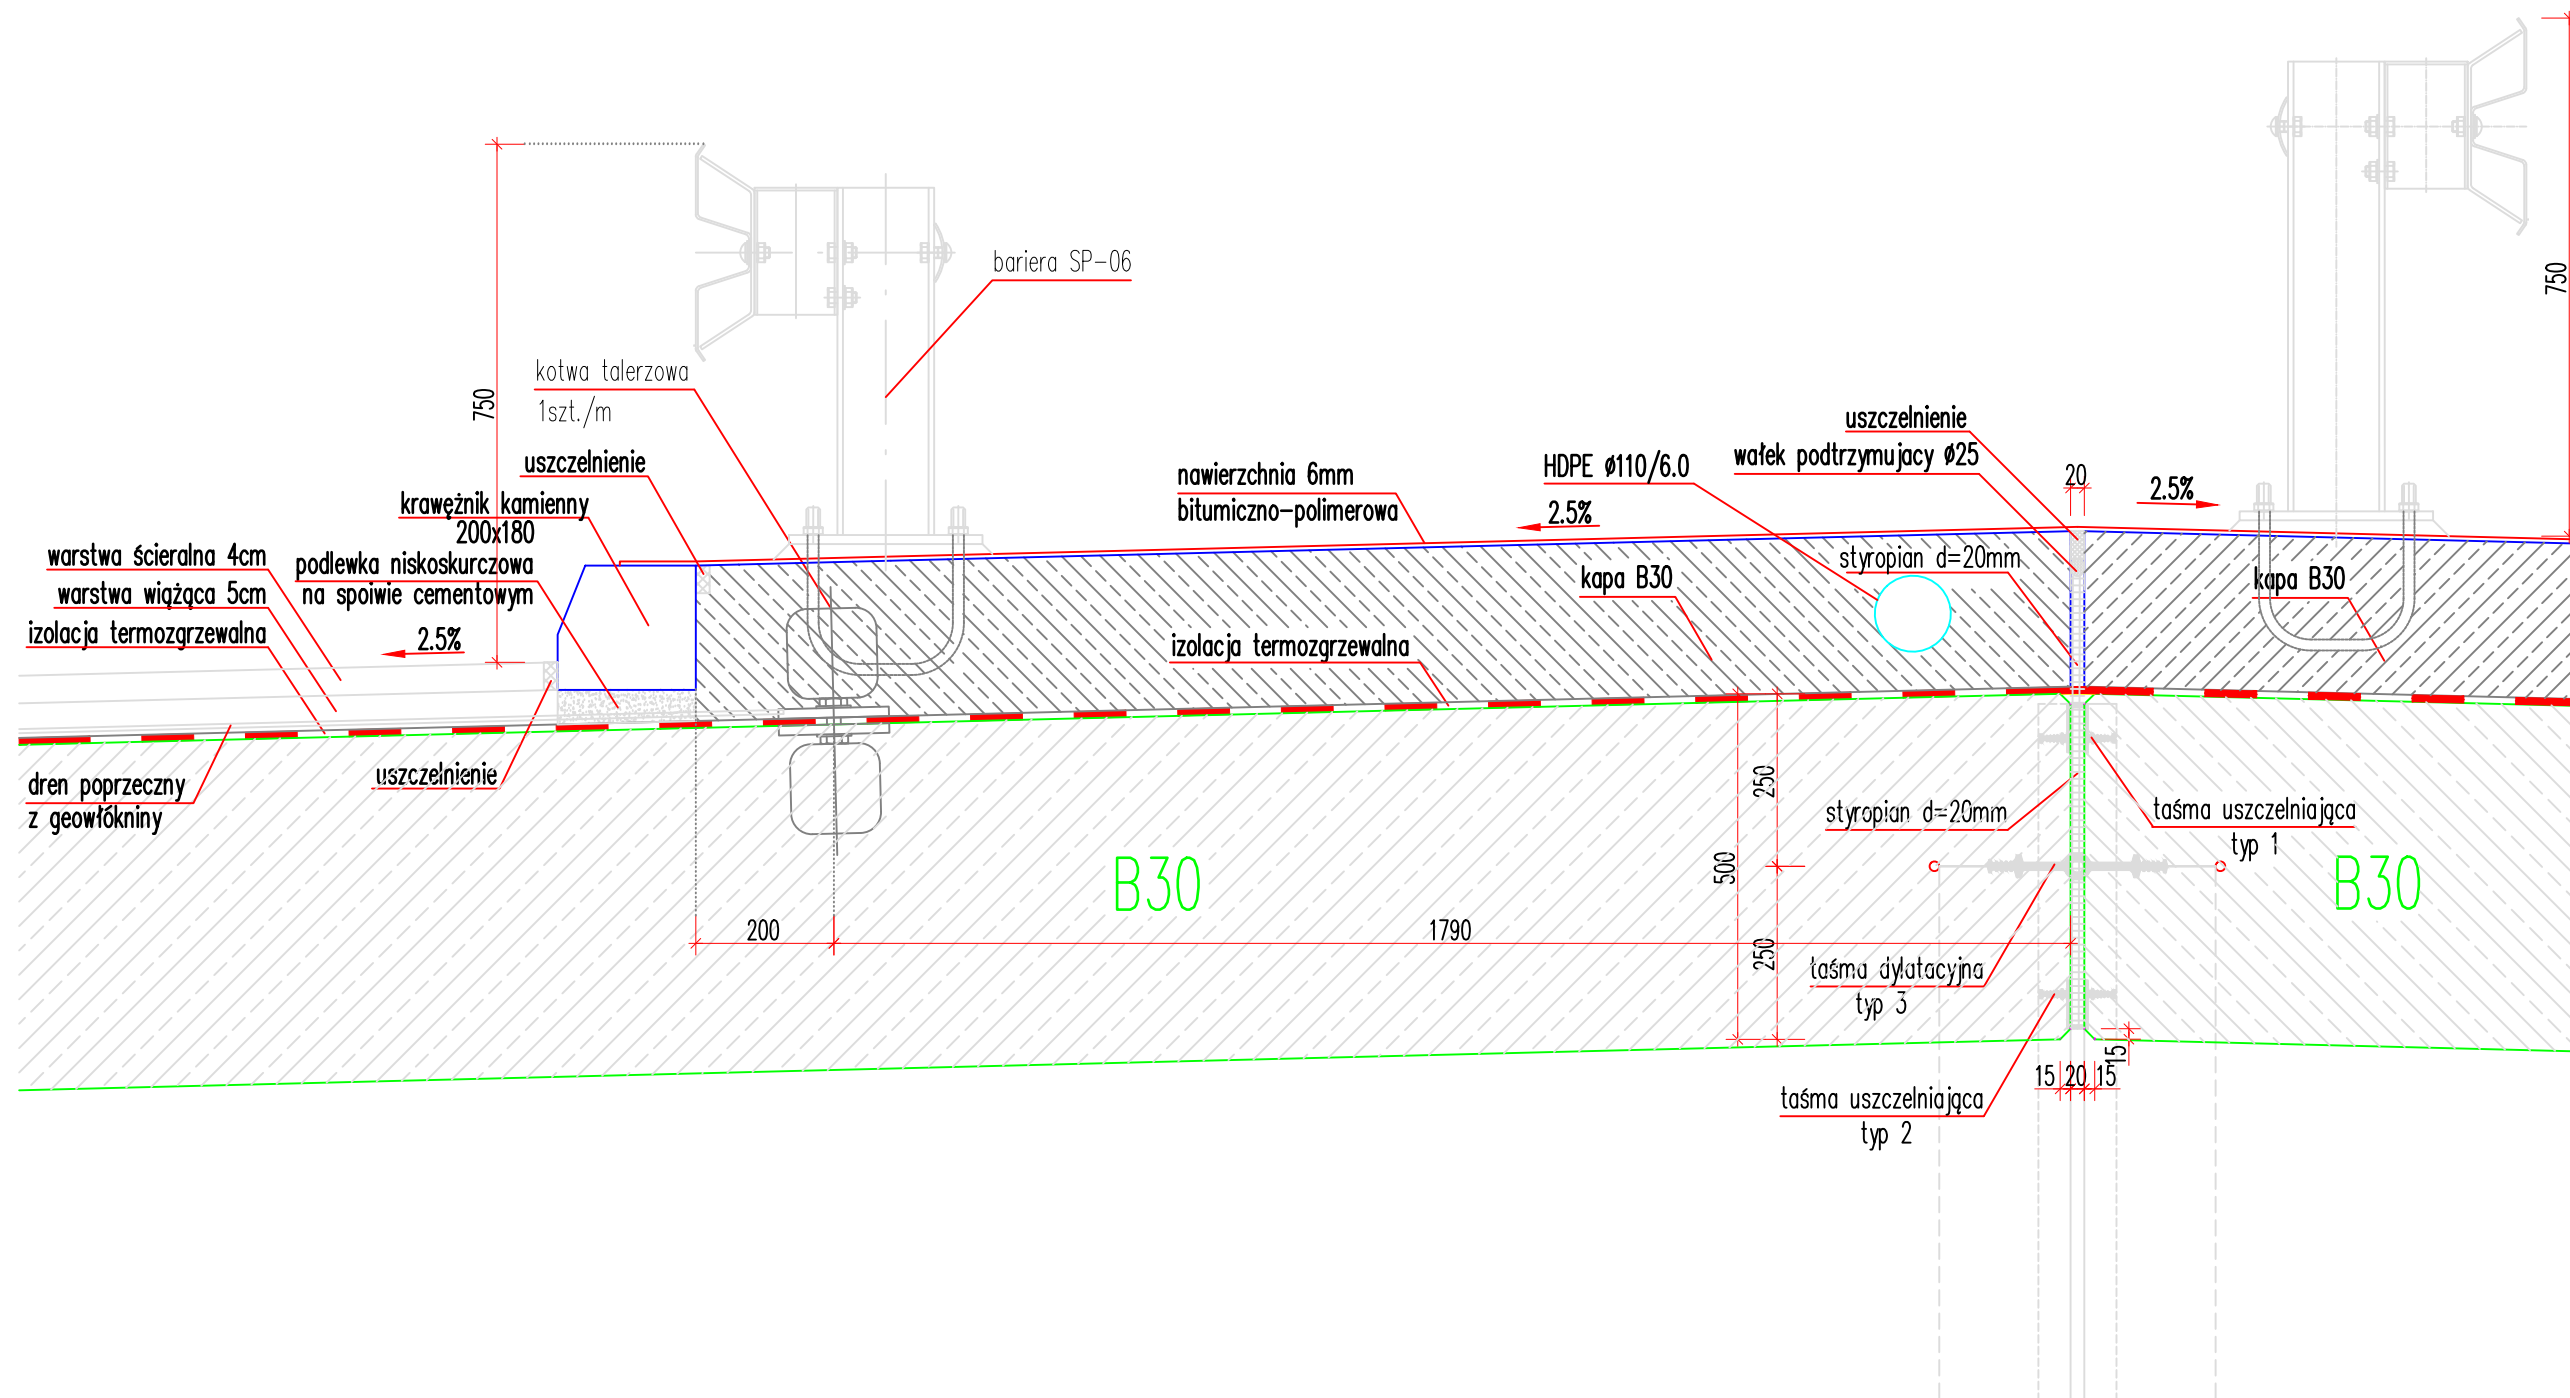 750
bariera SP-06
kotwa talerzowa
1szt./m
750
uszczelnienie
krawężnik kamienny
200x180
podlewka niskoskurczowa
na spoiwie cementowym
warstwa ścieralna 4cm
warstwa wiążąca 5cm
izolacja termozgrzewalna
2.5%
nawierzchnia 6mm
bitumiczno-polimerowa
HDPE Ø110/6.0
2.5%
uszczelnienie
wałek podtrzymujacy Ø25
20
2.5%
styropian d=20mm
kapa B30
kapa B30
izolacja termozgrzewalna
dren poprzeczny
z geowłókniny
uszczelnienie
250
500
250
styropian d=20mm
taśma uszczelniająca
typ 1
B30
B30
200
1790
taśma dylatacyjna
typ 3
15
15
20
15
taśma uszczelniająca
typ 2